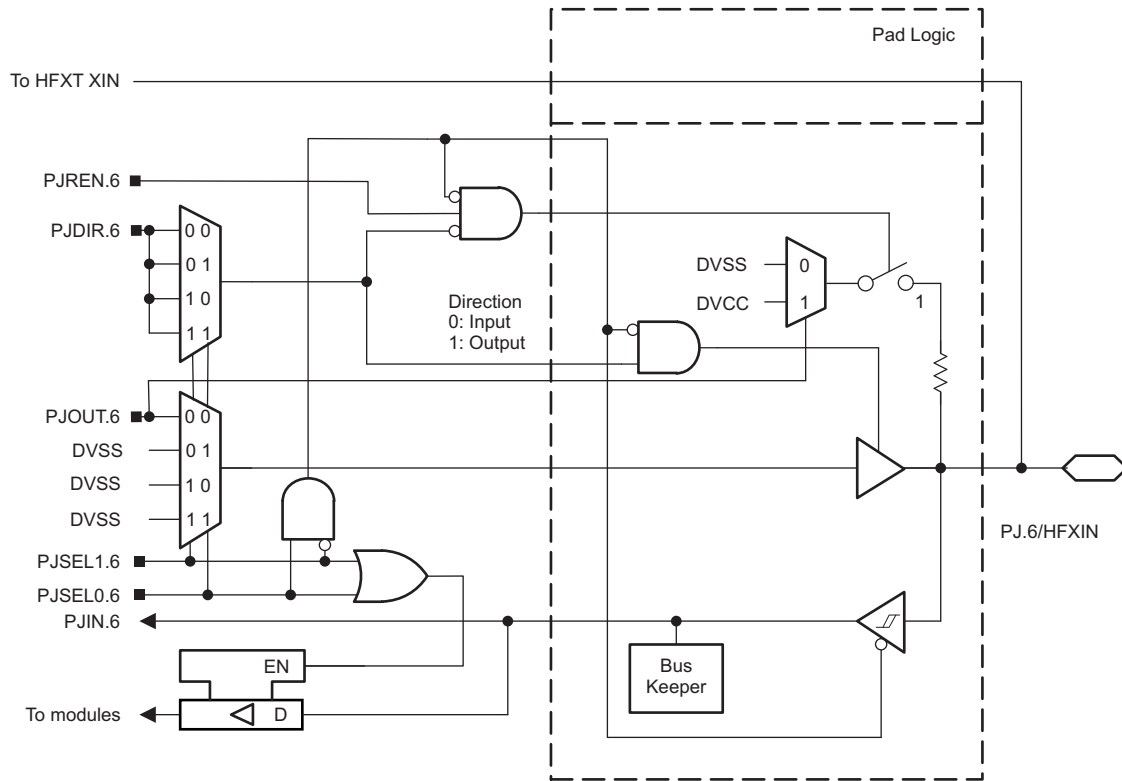 Pad Logic
To HFXT XIN
PJREN.6
PJDIR.6
0 0
0 1
1 0
1 1
DVSS
0
DVCC
1
1
Direction
0: Input
1: Output
PJOUT.6
0 0
DVSS
0 1
DVSS
1 0
DVSS
1 1
PJSEL1.6
PJSEL0.6
PJ.6/HFXIN
PJIN.6
EN
Bus
Keeper
To modules
D